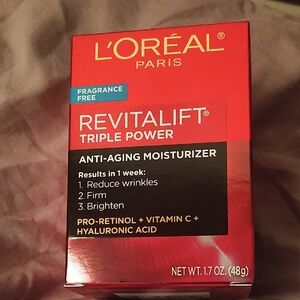 L'ORÉAL
PARIS
FRAGRANCE
FREE
REVITALIFT®
TRIPLE POWER
ANTI-AGING MOISTURIZER
Results in 1 week:
1. Reduce wrinkles
2. Firm
3. Brighten
PRO-RETINOL + VITAMIN C +
HYALURONIC ACID
NET WT. 1.7 OZ. (48g)